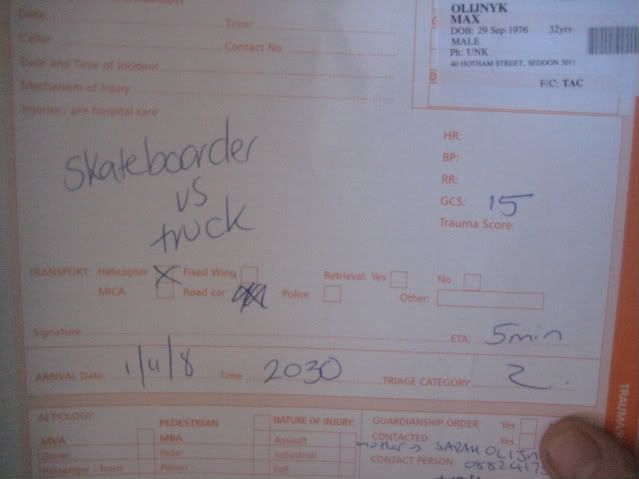 OLIJNYK
MAX
DOB: 29 Sep 1976 32yrs
MALE
Ph: UNK
40 HOTHAM STREET, SEDDON 3011
F/C: TAC
Date: Time:
Caller Contact No.
Date and Time of Incident
Mechanism of Injury
Injuries / pre hospital care
Skateboarder
vs
truck
HR:
BP:
RR:
GCS: 15
Trauma Score:
TRANSPORT: Helicopter Fixed Wing Retrieval: Yes No
MICA Road car Police Other:
Signature ETA: 5min
ARRIVAL Date: 1/11/8 Time 2030 TRIAGE CATEGORY 2.
AETIOLOGY: PEDESTRIAN NATURE OF INJURY GUARDIANSHIP ORDER Yes
MVA MBA Assault CONTACTED: Yes
Driver Rider Industrial mother SARAH
Passenger - front Pillion Fall CONTACT PERSON: